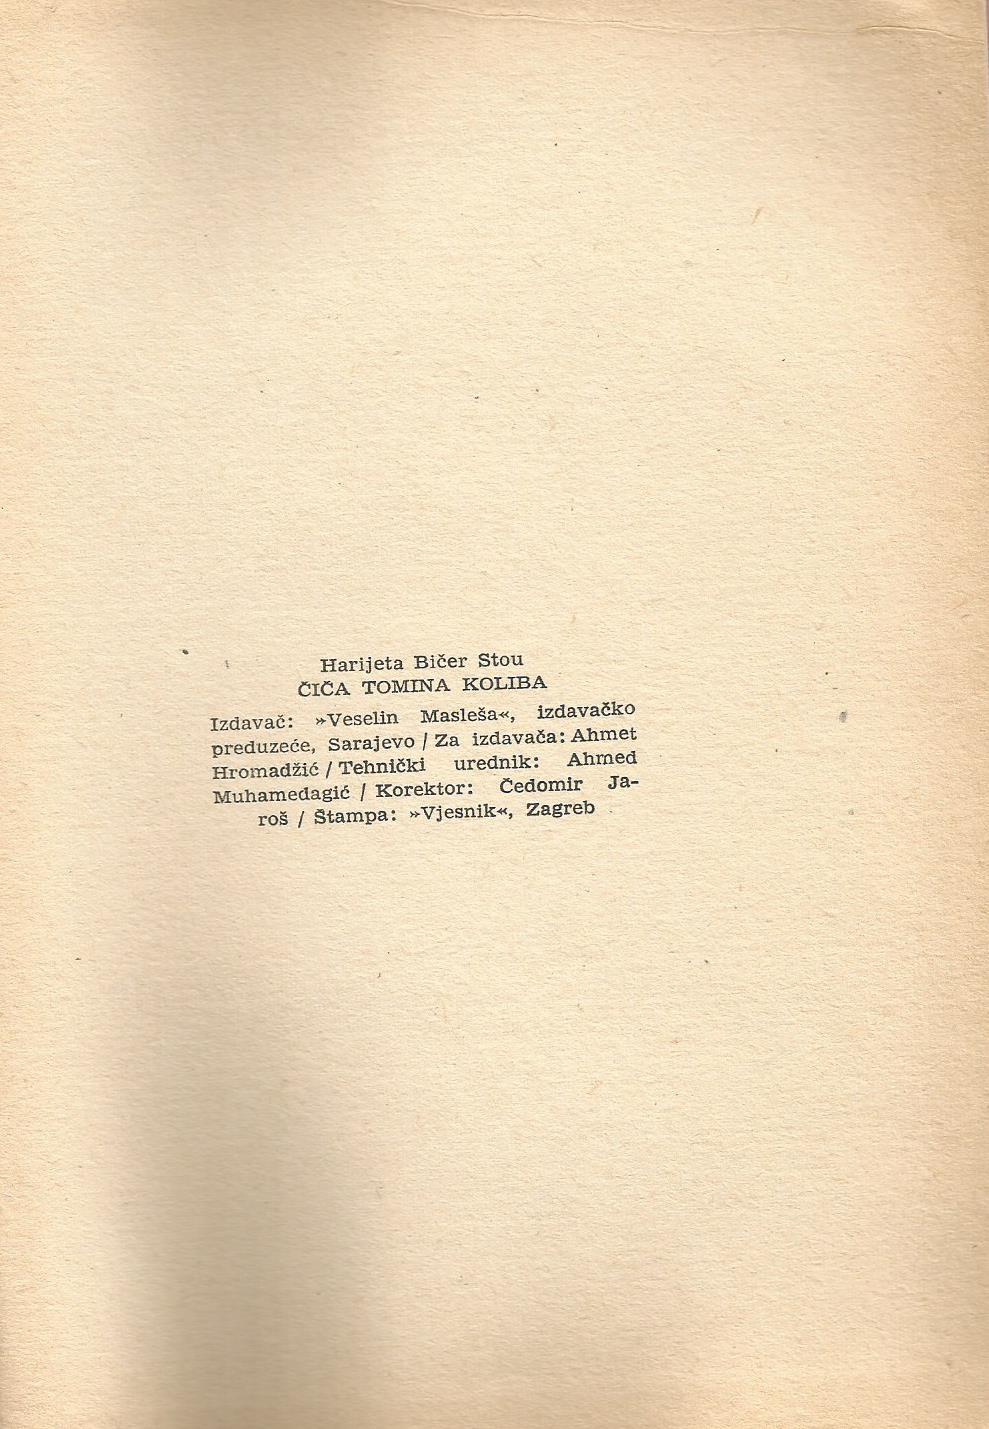 Harijeta Bičer Stou
ČIČA TOMINA KOLIBA
Izdavač: »Veselin Masleša«, izdavačko
preduzeće, Sarajevo / Za izdavača: Ahmet
Hromadžić / Tehnički urednik: Ahmed
Muhamedagić / Korektor: Čedomir Ja-
roš / Štampa: »Vjesnik«, Zagreb